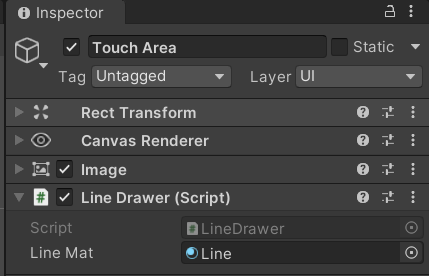 Inspector
Touch Area
Static
Tag Untagged Layer UI
Rect Transform
Canvas Renderer
Image
Line Drawer (Script)
Script LineDrawer
Line Mat Line